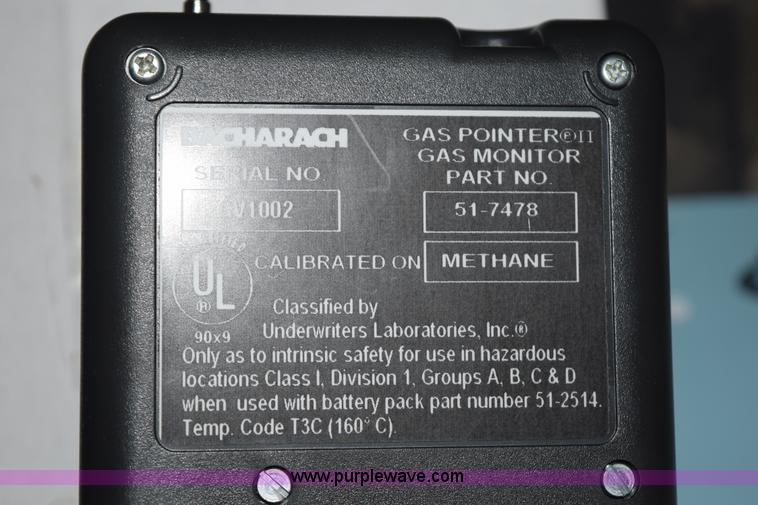 BACHARACH
GAS POINTER®II
GAS MONITOR
SERIAL NO.
PART NO.
51-7478
CALIBRATED ON METHANE
UL
®
90x9
Classified by
Underwriters Laboratories, Inc.®
Only as to intrinsic safety for use in hazardous
locations Class I, Division 1, Groups A, B, C & D
when used with battery pack part number 51-2514.
Temp. Code T3C (160° C).
www.purplewave.com